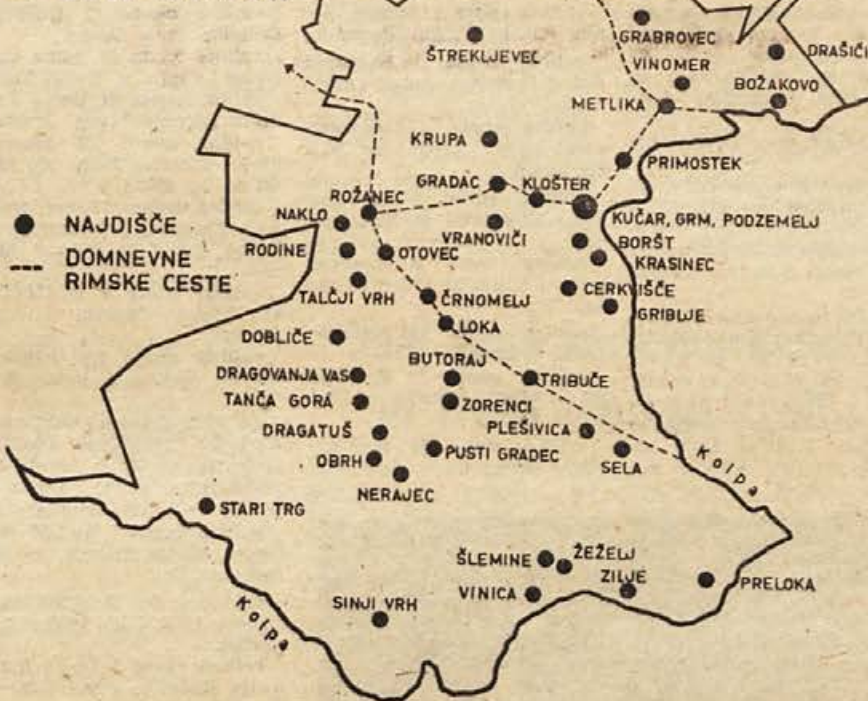 GRABROVEC
ŠTREKLJEVEC
DRAŠIČI
VINOMER
BOŽAKOVO
METLIKA
KRUPA
PRIMOSTEK
GRADAC
KLOŠTER
ROŽANEC
NAKLO
KUČAR, GRM, PODZEMELJ
NAJDIŠČE
VRANOVIČI
RODINE
OTOVEC
BORŠT
DOMNEVNE
RIMSKE CESTE
KRASINEC
TALČJI VRH
ČRNOMELJ
CERKVIŠČE
GRIBLJE
LOKA
DOBLIČE
BUTORAJ
DRAGOVANJA VAS
TRIBUČE
TANČA GORA
ZORENCI
DRAGATUŠ
PLEŠIVICA
OBRH
PUSTI GRADEC
SELA
Kolpa
NERAJEC
STARI TRG
ŠLEMINE
ŽEŽELJ
ZILJE
PRELOKA
VINICA
SINJI VRH
Kolpa